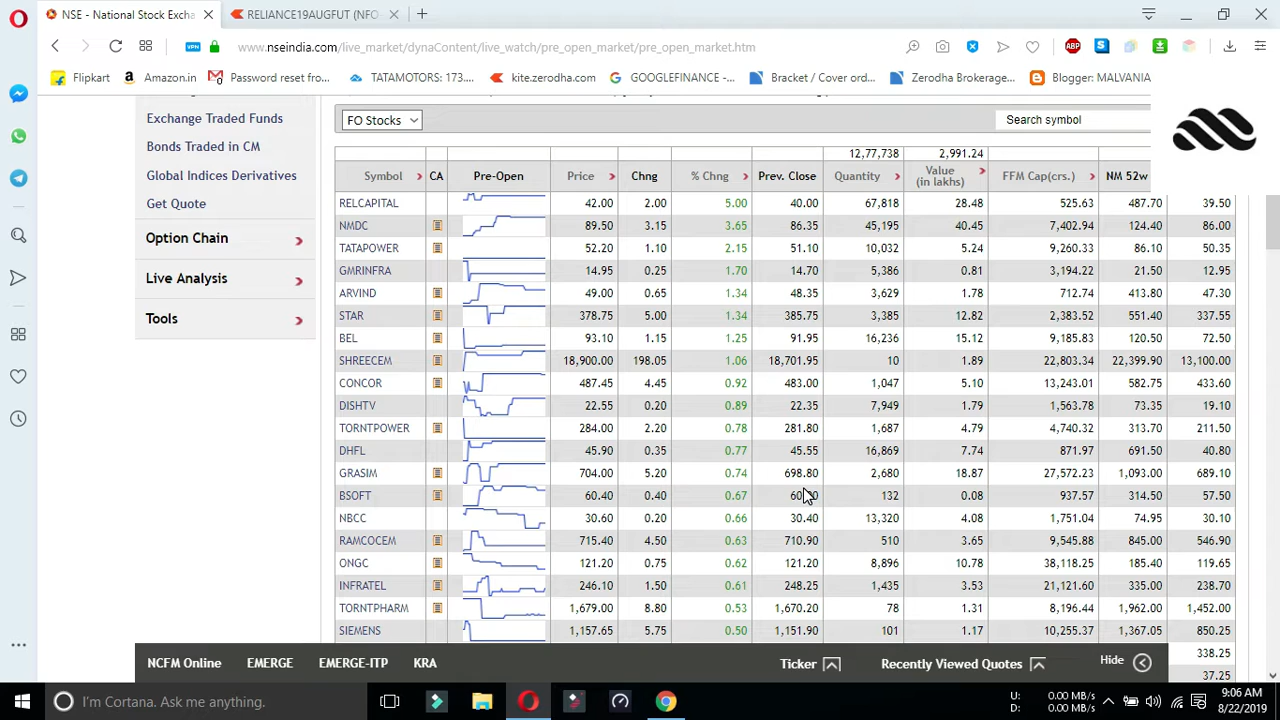 NSE - National Stock Excha
RELIANCE19AUGFUT (NFO
VPN
www.nseindia.com/live_market/dynaContent/live_watch/pre_open_market/pre_open_market.htm
ABP
Flipkart
Amazon.in
Password reset fro...
TATAMOTORS: 173....
kite.zerodha.com
GOOGLEFINANCE -...
Bracket / Cover ord...
Zerodha Brokerage...
Blogger: MALVANIA
Exchange Traded Funds
Bonds Traded in CM
Global Indices Derivatives
Get Quote
Option Chain
Live Analysis
Tools
FO Stocks
Search symbol
12,77,738 2,991.24
Symbol CA Pre-Open Price Chng % Chng Prev. Close Quantity Value (in lakhs) FFM Cap(crs.) NM 52w
RELCAPITAL 42.00 2.00 5.00 40.00 67,818 28.48 525.63 487.70 39.50
NMDC 89.50 3.15 3.65 86.35 45,195 40.45 7,402.94 124.40 86.00
TATAPOWER 52.20 1.10 2.15 51.10 10,032 5.24 9,260.33 86.10 50.35
GMRINFRA 14.95 0.25 1.70 14.70 5,386 0.81 3,194.22 21.50 12.95
ARVIND 49.00 0.65 1.34 48.35 3,629 1.78 712.74 413.80 47.30
STAR 378.75 5.00 1.34 385.75 3,385 12.82 2,383.52 551.40 337.55
BEL 93.10 1.15 1.25 91.95 16,236 15.12 9,185.83 120.50 72.50
SHREECEM 18,900.00 198.05 1.06 18,701.95 10 1.89 22,803.34 22,399.90 13,100.00
CONCOR 487.45 4.45 0.92 483.00 1,047 5.10 13,243.01 582.75 433.60
DISHTV 22.55 0.20 0.89 22.35 7,949 1.79 1,563.78 73.35 19.10
TORNTPOWER 284.00 2.20 0.78 281.80 1,687 4.79 4,740.32 313.70 211.50
DHFL 45.90 0.35 0.77 45.55 16,869 7.74 871.97 691.90 40.80
GRASIM 704.00 5.20 0.74 698.80 2,680 18.87 27,572.23 1,093.00 689.10
BSOFT 60.40 0.40 0.67 132 0.08 937.57 314.50 57.50
NBCC 30.60 0.20 0.66 30.40 13,320 4.08 1,751.04 74.95 30.10
RAMCOCEM 715.40 4.50 0.63 710.90 510 3.65 9,545.88 845.00 546.90
ONGC 121.20 0.75 0.62 121.20 8,896 10.78 38,118.25 185.40 119.65
INFRATEL 246.10 1.50 0.61 248.25 1,435 3.53 21,121.60 335.00 238.70
TORNTPHARM 1,679.00 8.80 0.53 1,670.20 78 1.31 8,196.44 1,962.00 1,452.00
SIEMENS 1,157.65 5.75 0.50 1,151.90 101 1.17 10,255.37 1,367.05 850.25
338.25
37.25
NCFM Online
EMERGE
EMERGE-ITP
KRA
Ticker
Recently Viewed Quotes
Hide
I'm Cortana. Ask me anything.
U: 0.00 MB/s
D: 0.00 MB/s
9:06 AM
8/22/2019